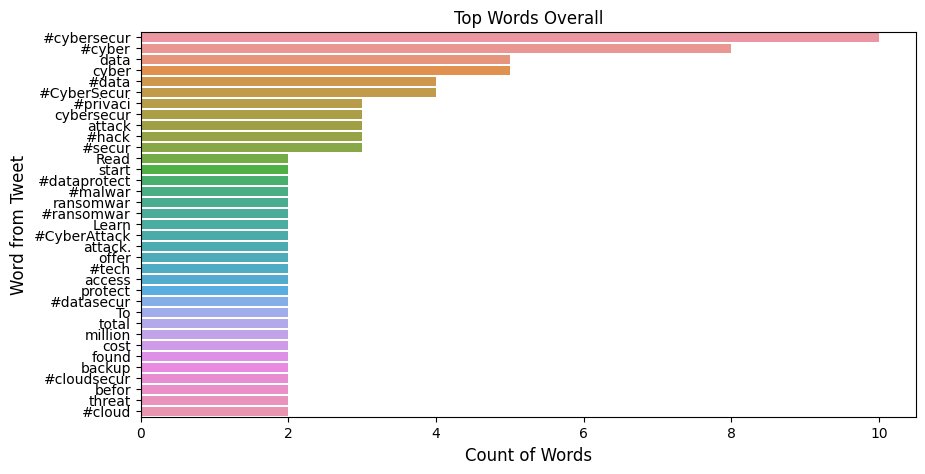 Top Words Overall
#cybersecur
#cyber
data
cyber
#data
#CyberSecur
#privaci
cybersecur
attack
#hack
#secur
Read
start
#dataprotect
#malwar
ransomwar
#ransomwar
Learn
#CyberAttack
attack.
offer
#tech
access
protect
#datasecur
To
total
million
cost
found
backup
#cloudsecur
befor
threat
#cloud
Word from Tweet
0 2 4 6 8 10
Count of Words